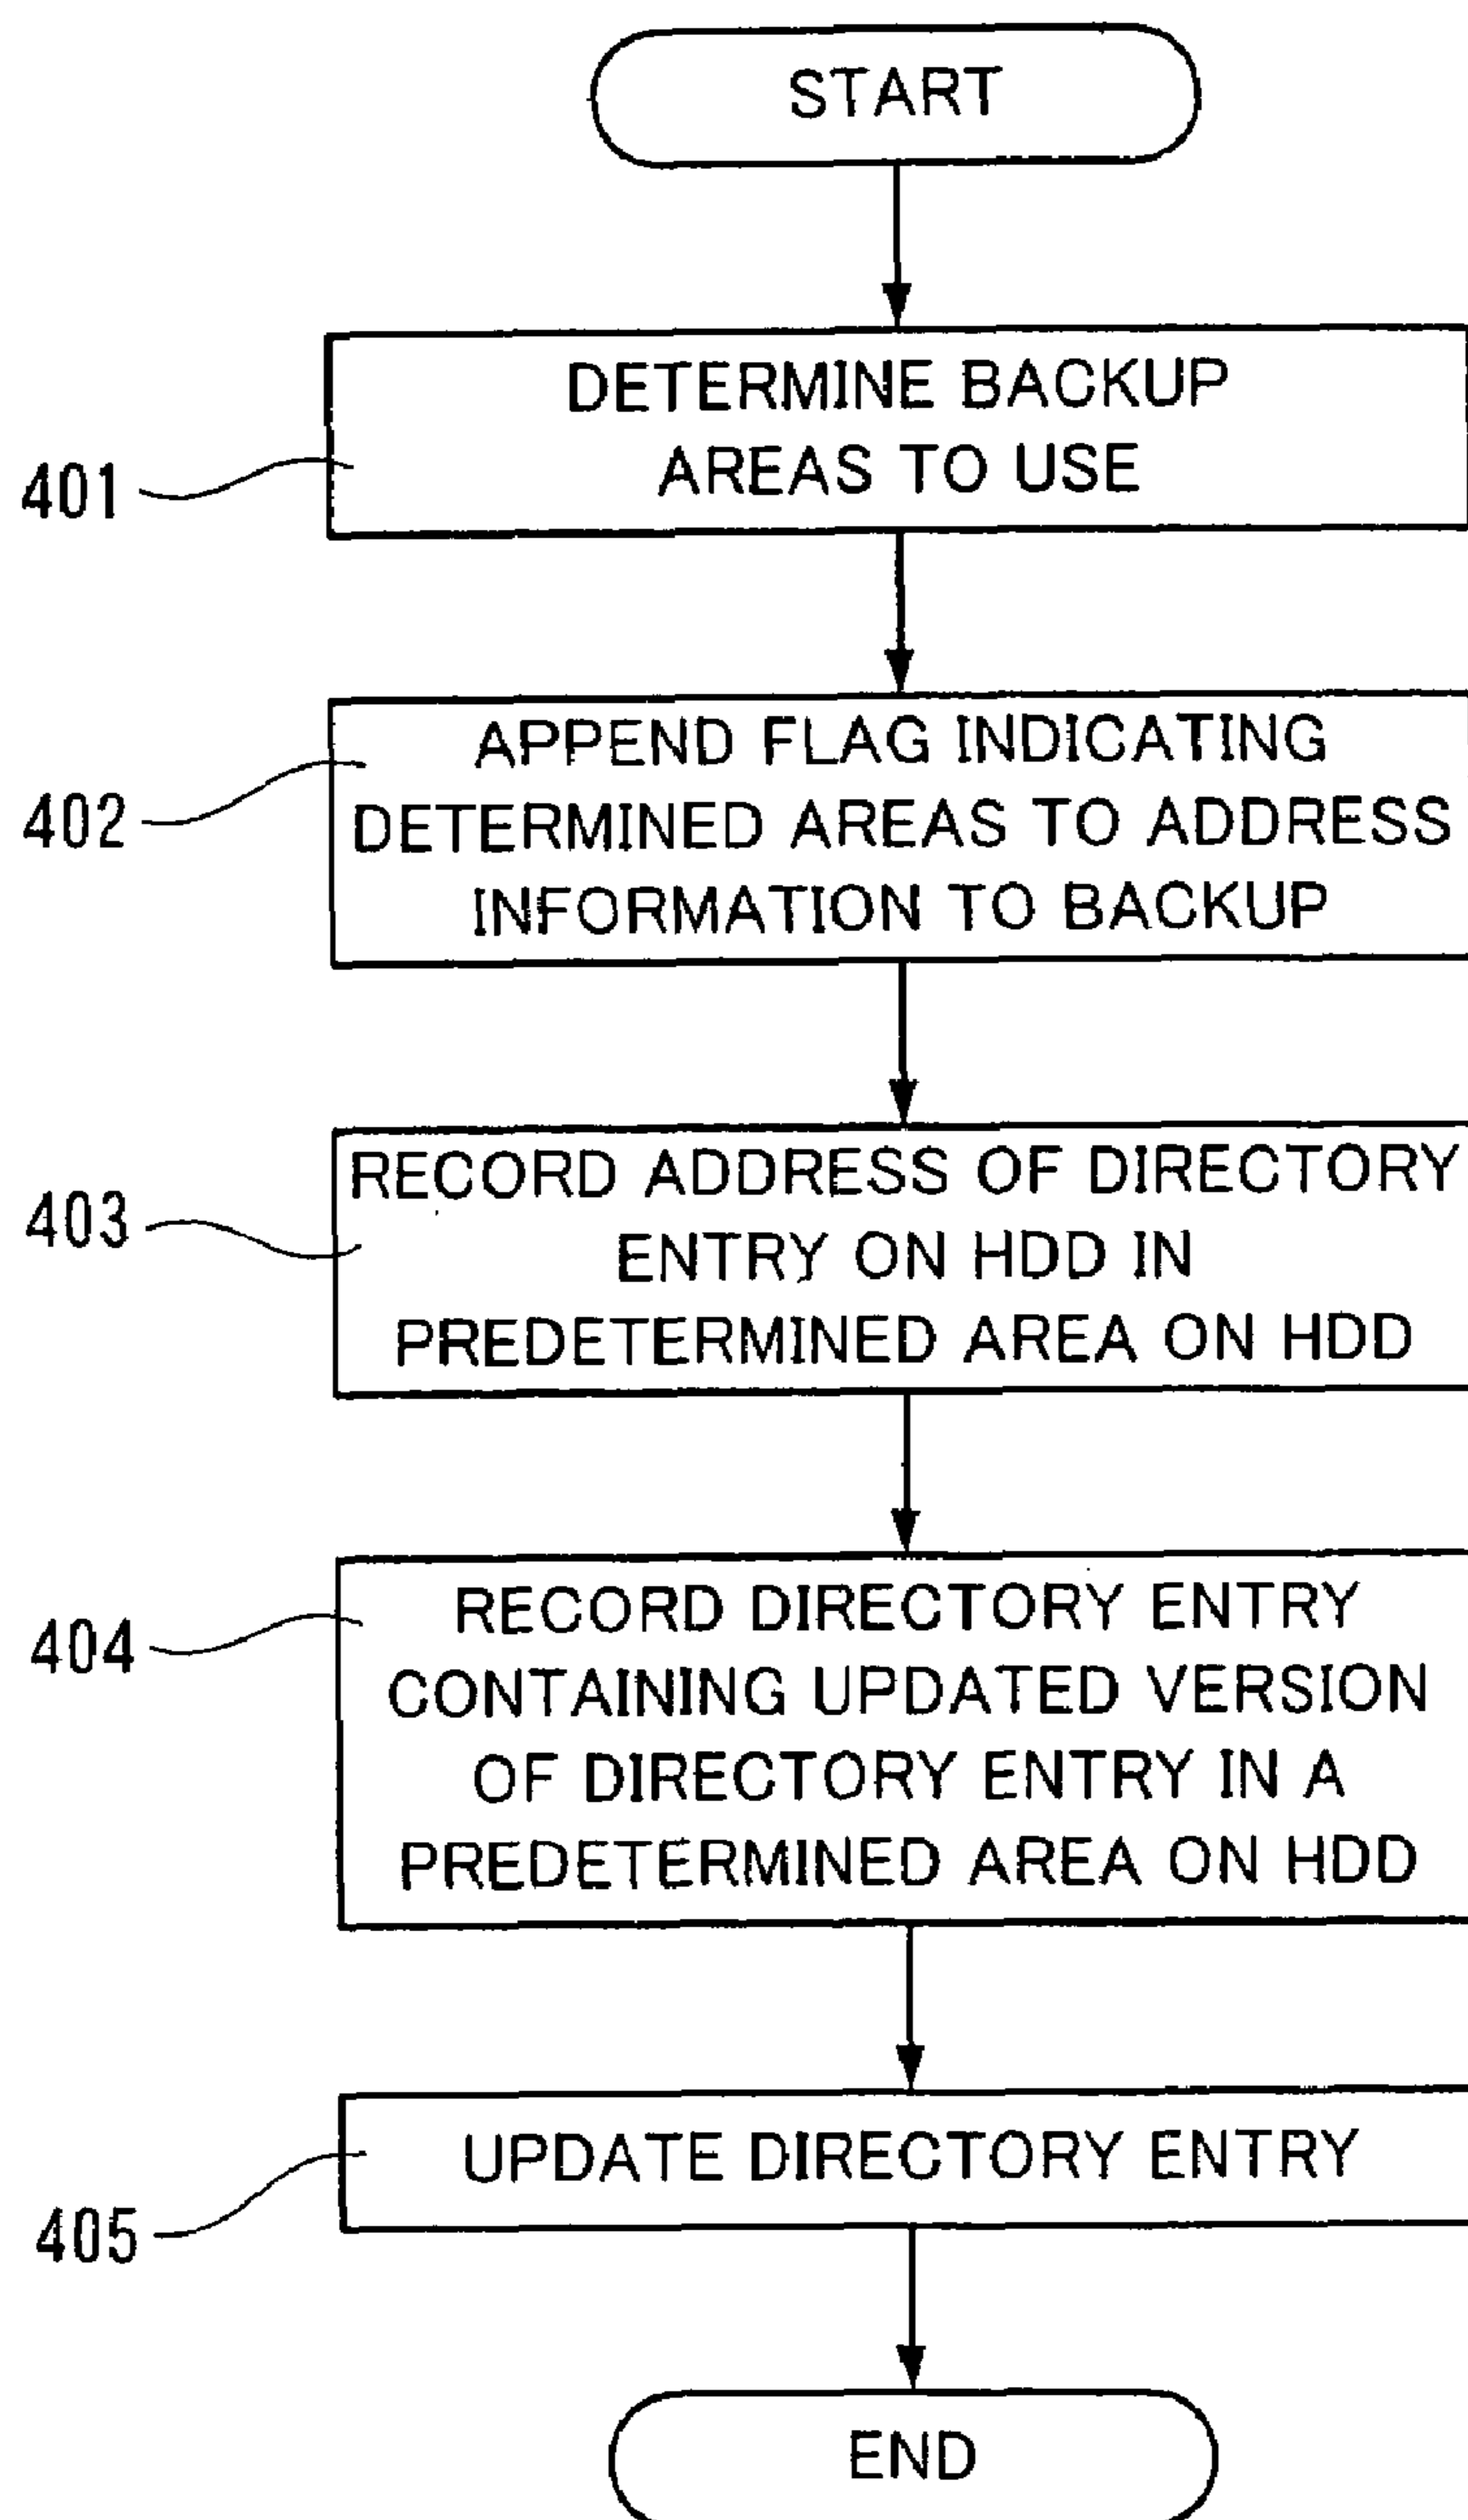 START
DETERMINE BACKUP
AREAS TO USE
401
APPEND FLAG INDICATING
DETERMINED AREAS TO ADDRESS
INFORMATION TO BACKUP
402
RECORD ADDRESS OF DIRECTORY
ENTRY ON HDD IN
PREDETERMINED AREA ON HDD
403
RECORD DIRECTORY ENTRY
CONTAINING UPDATED VERSION
OF DIRECTORY ENTRY IN A
PREDETERMINED AREA ON HDD
404
UPDATE DIRECTORY ENTRY
405
END